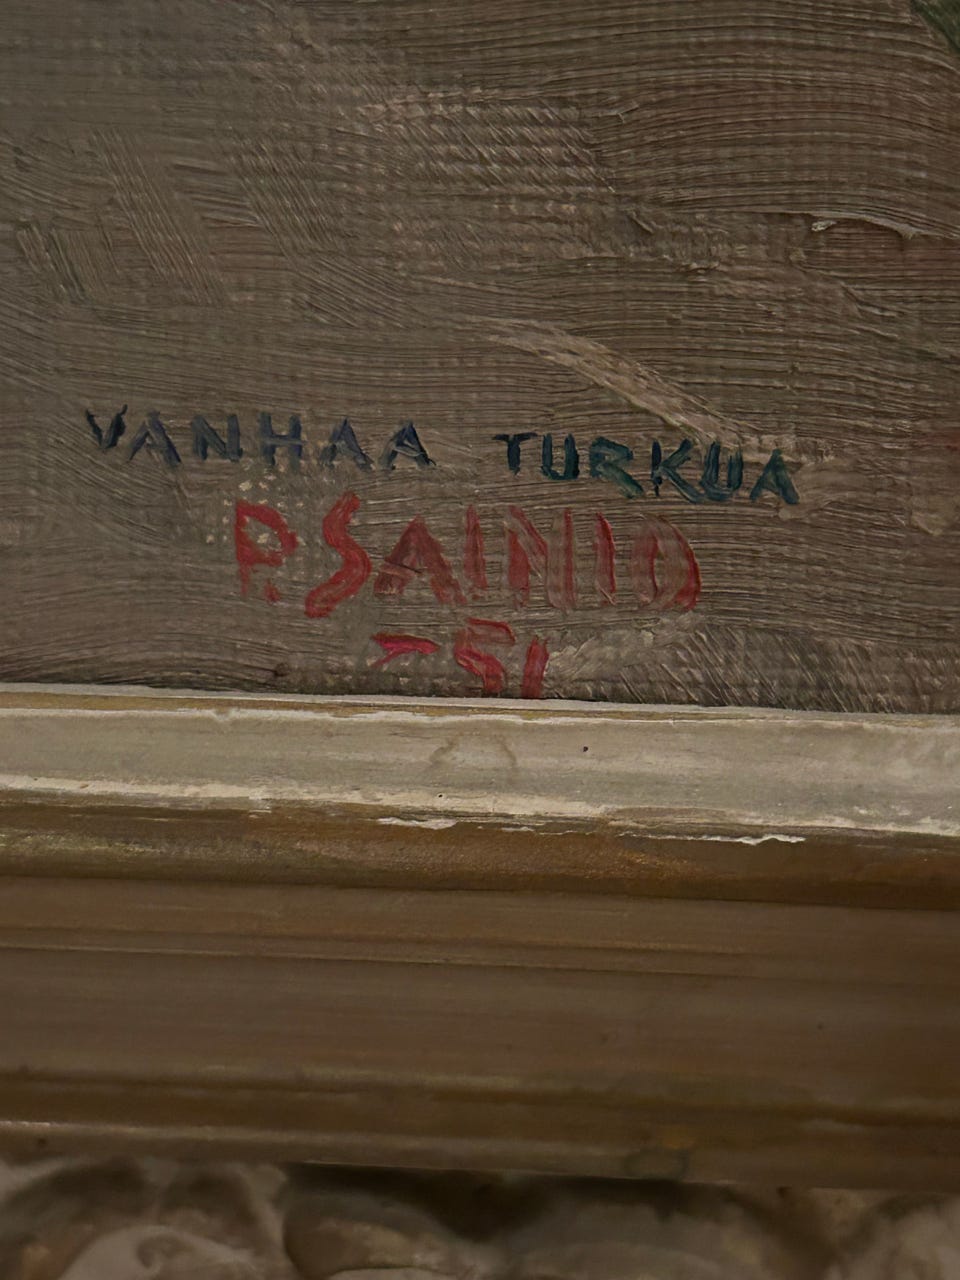 VANHAA TURKUA
P. SAINIO
-51